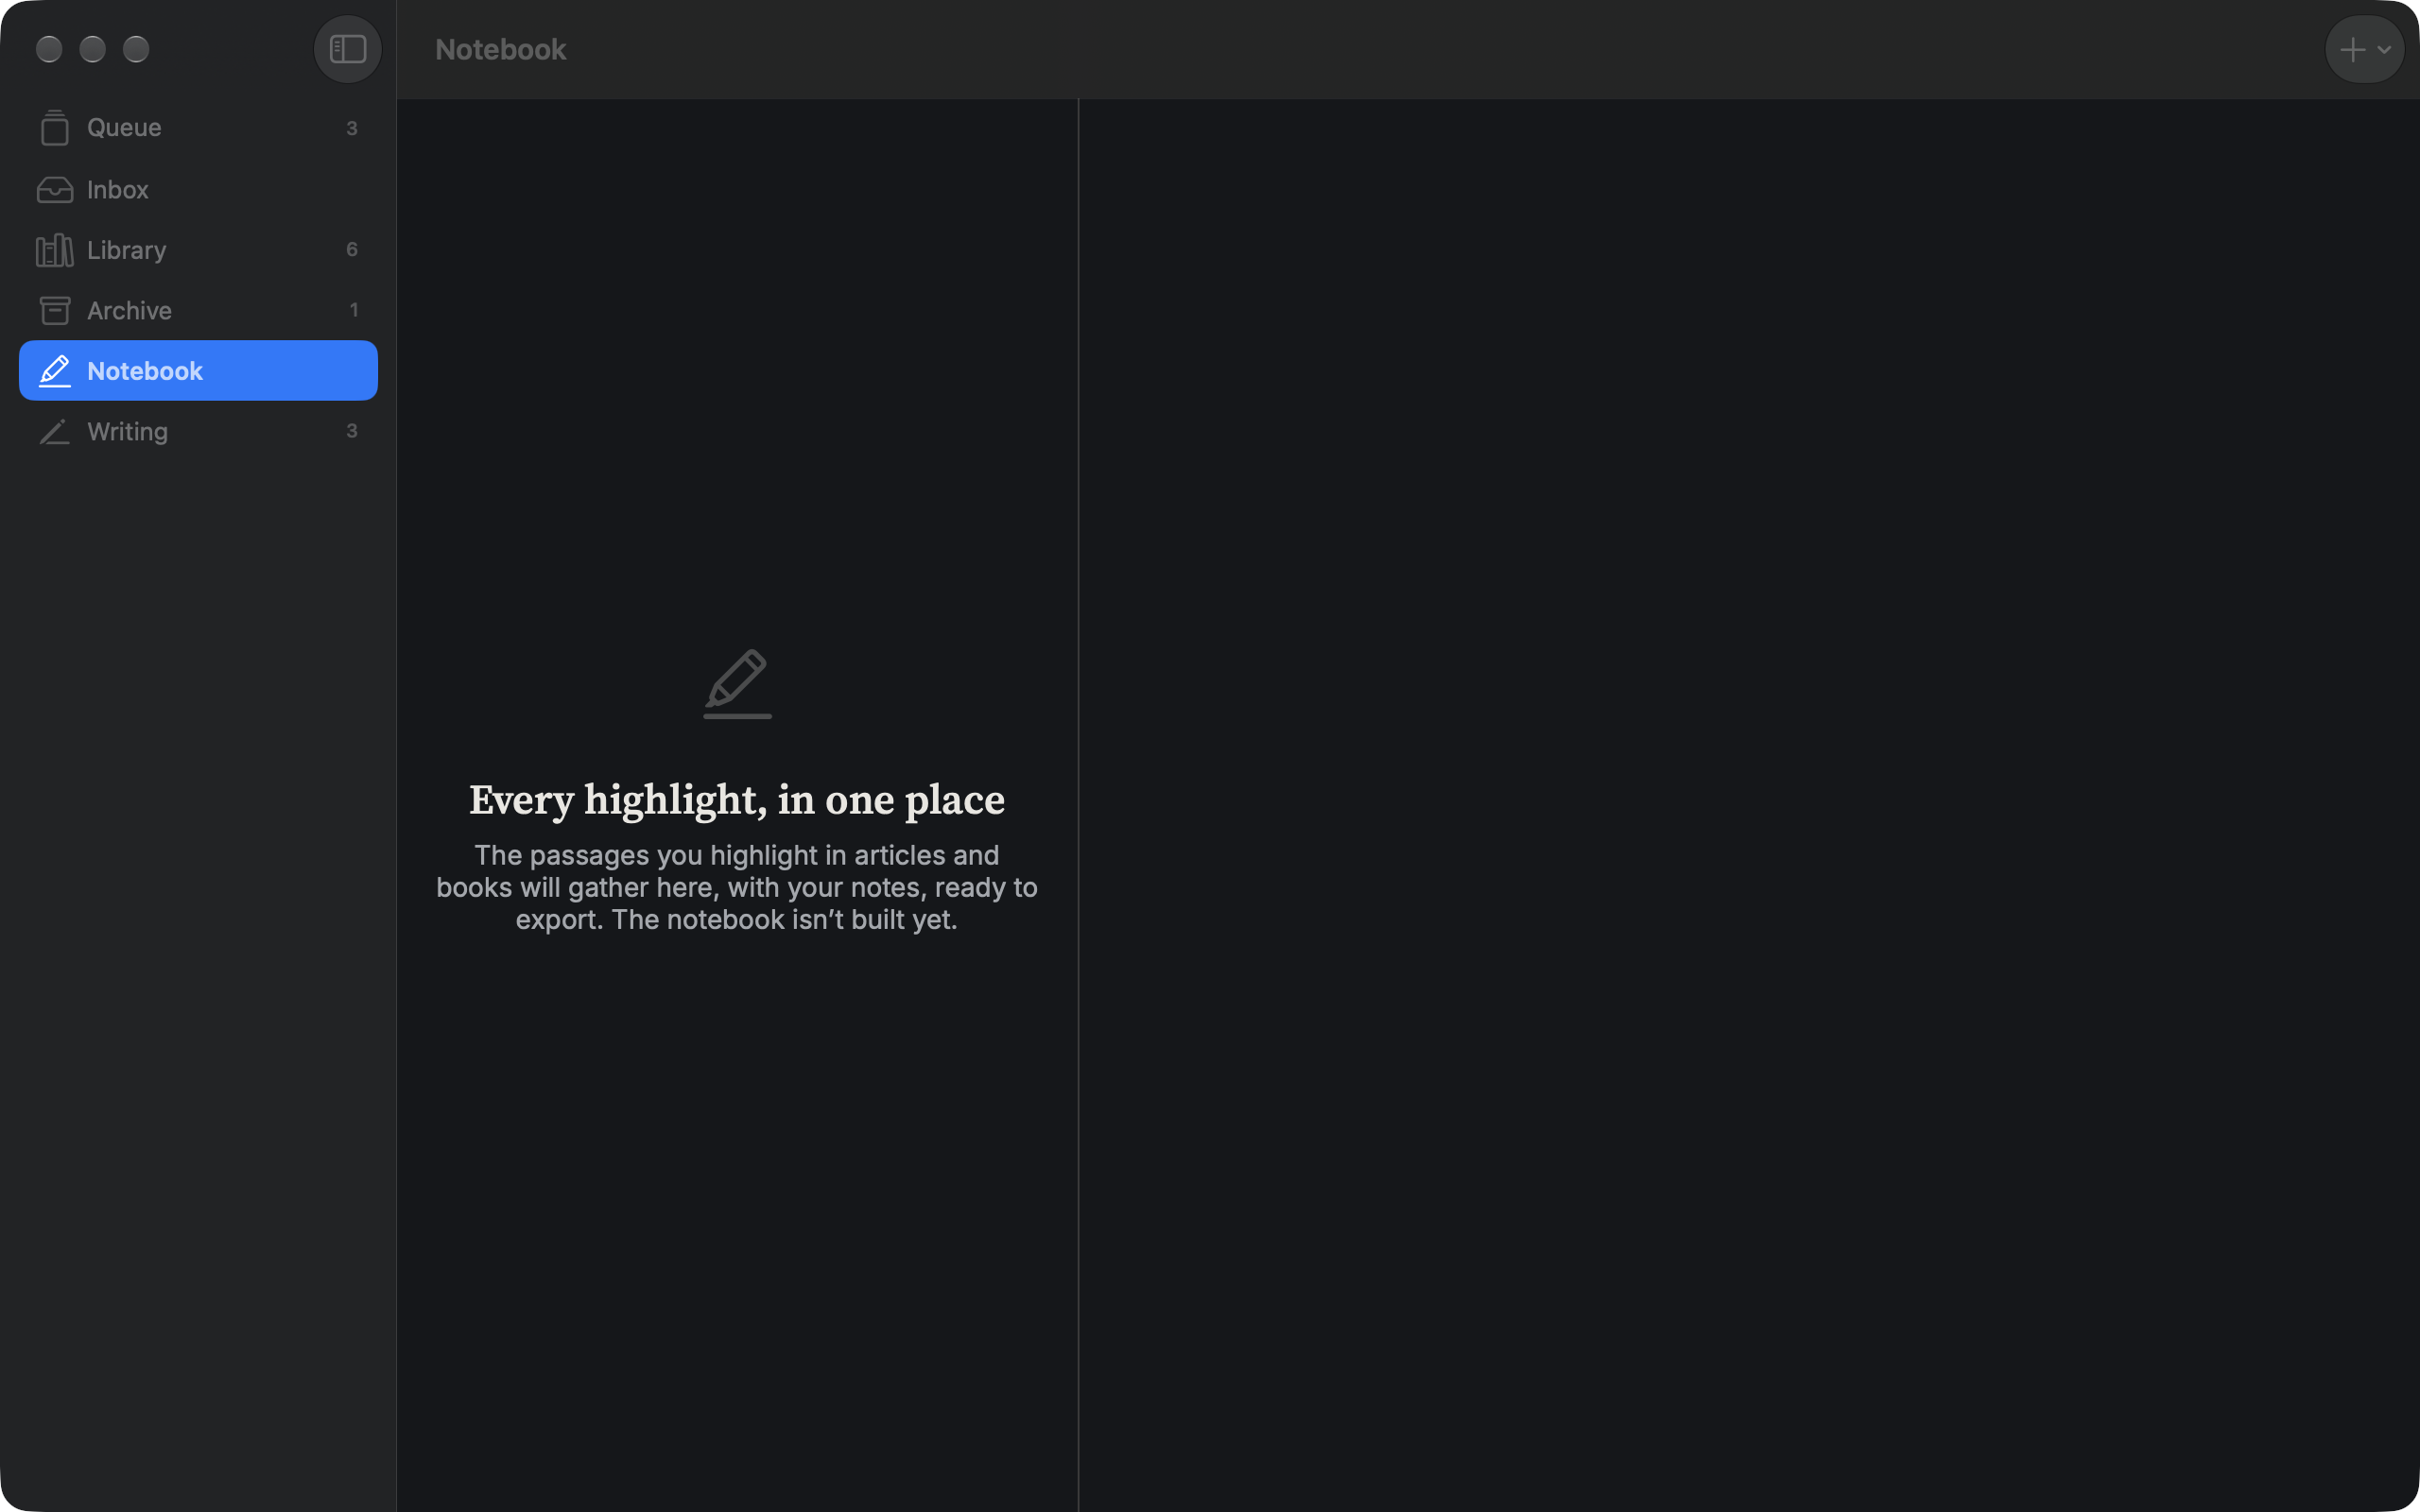 Notebook
Queue 3
Inbox
Library 6
Archive 1
Notebook
Writing 3
Every highlight, in one place
The passages you highlight in articles and
books will gather here, with your notes, ready to
export. The notebook isn’t built yet.